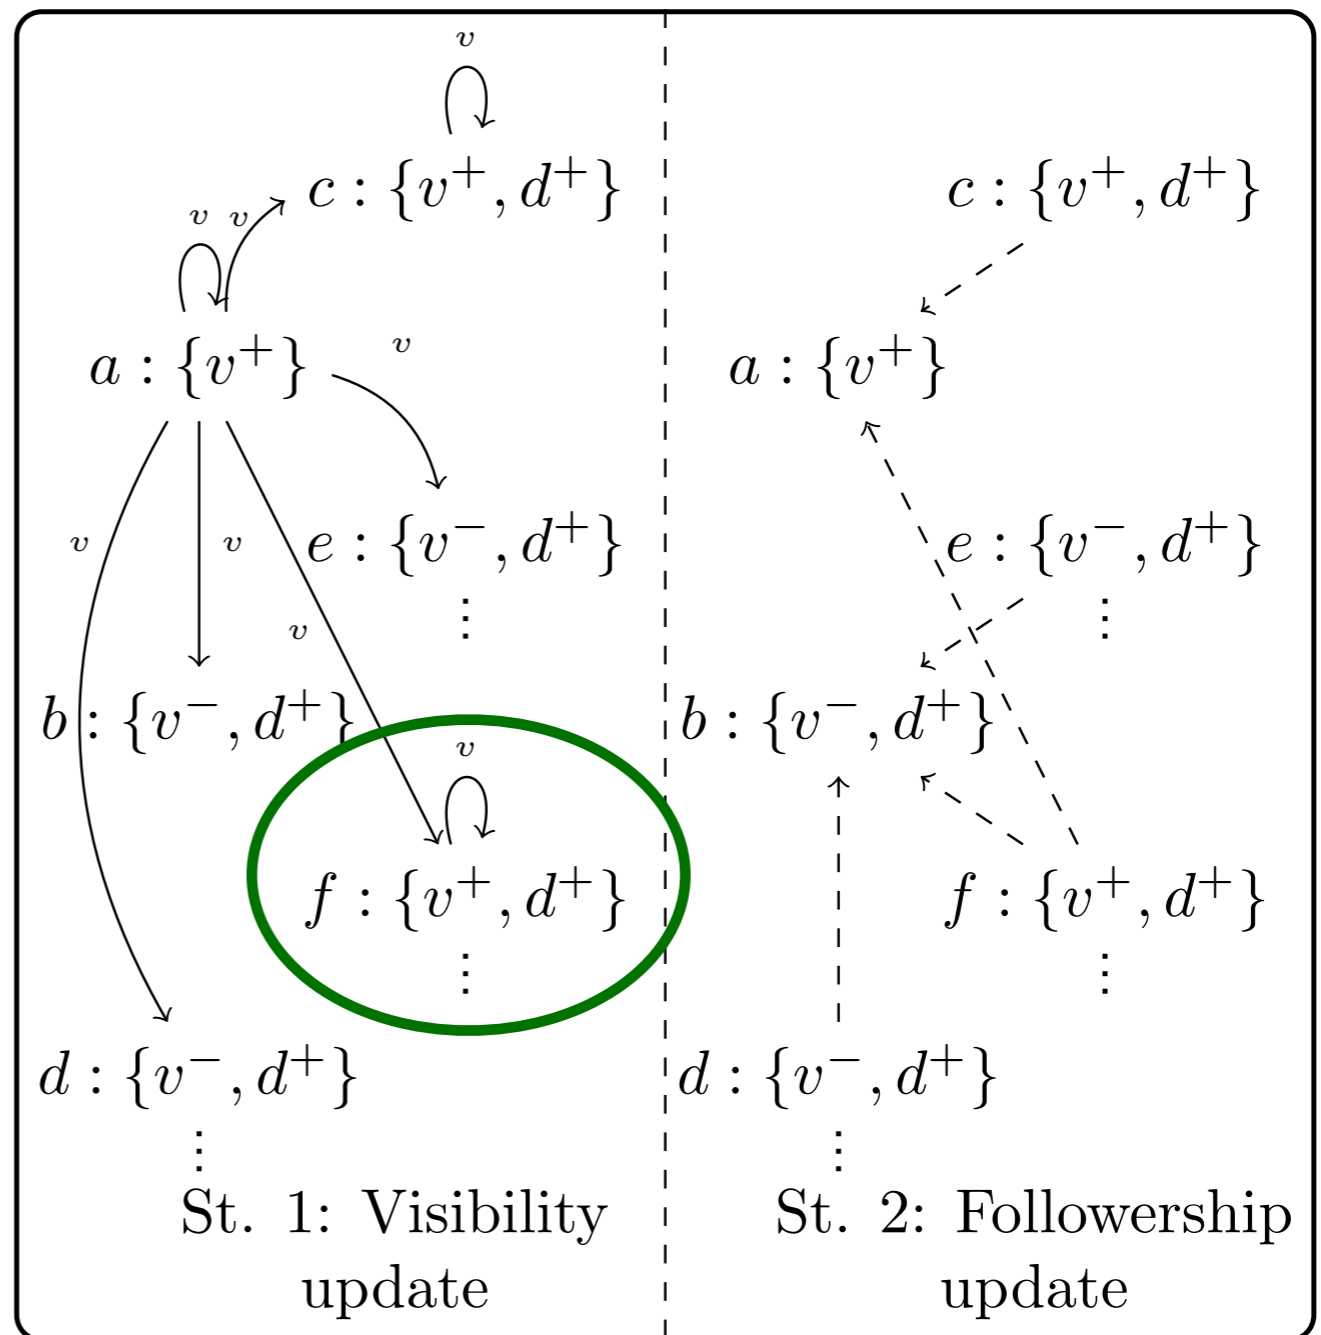 v
c : {v⁺, d⁺}
v v
a : {v⁺}
v
e : {v⁻, d⁺}
⋮
v
v
v
b : {v⁻, d⁺}
v
f : {v⁺, d⁺}
⋮
d : {v⁻, d⁺}
⋮
St. 1: Visibility
update
c : {v⁺, d⁺}
a : {v⁺}
e : {v⁻, d⁺}
⋮
b : {v⁻, d⁺}
f : {v⁺, d⁺}
⋮
d : {v⁻, d⁺}
⋮
St. 2: Followership
update